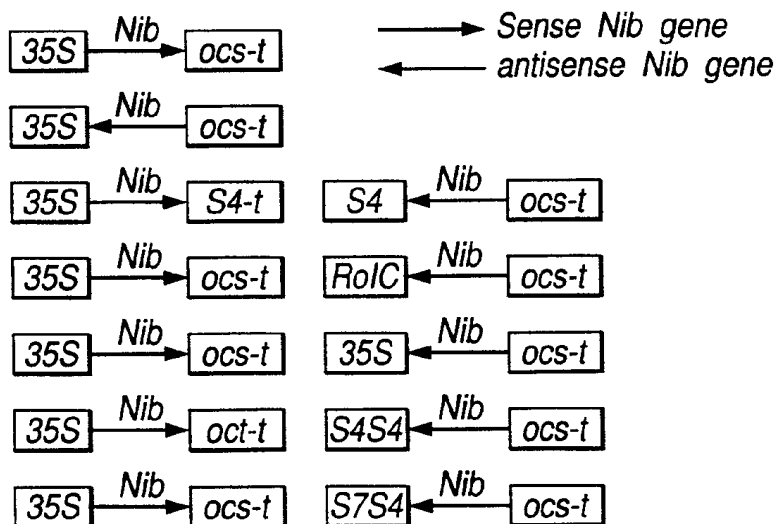 Nib
35S ocs-t
Sense Nib gene
antisense Nib gene
Nib
35S ocs-t
Nib Nib
35S S4-t S4 ocs-t
Nib Nib
35S ocs-t RolC ocs-t
Nib Nib
35S ocs-t 35S ocs-t
Nib Nib
35S oct-t S4S4 ocs-t
Nib Nib
35S ocs-t S7S4 ocs-t